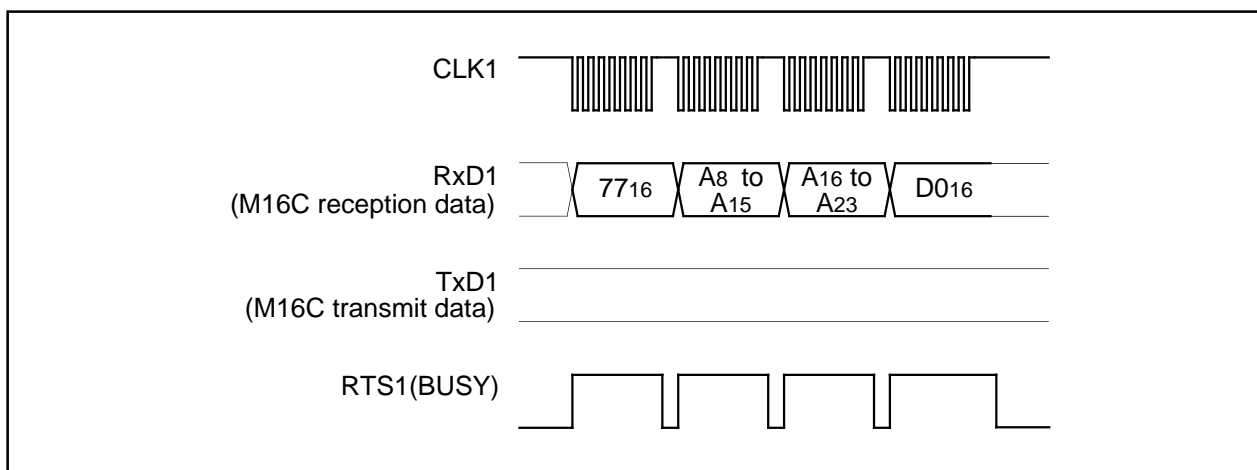 CLK1
RxD1
(M16C reception data)
7716
A8 to
A15
A16 to
A23
D016
TxD1
(M16C transmit data)
RTS1(BUSY)